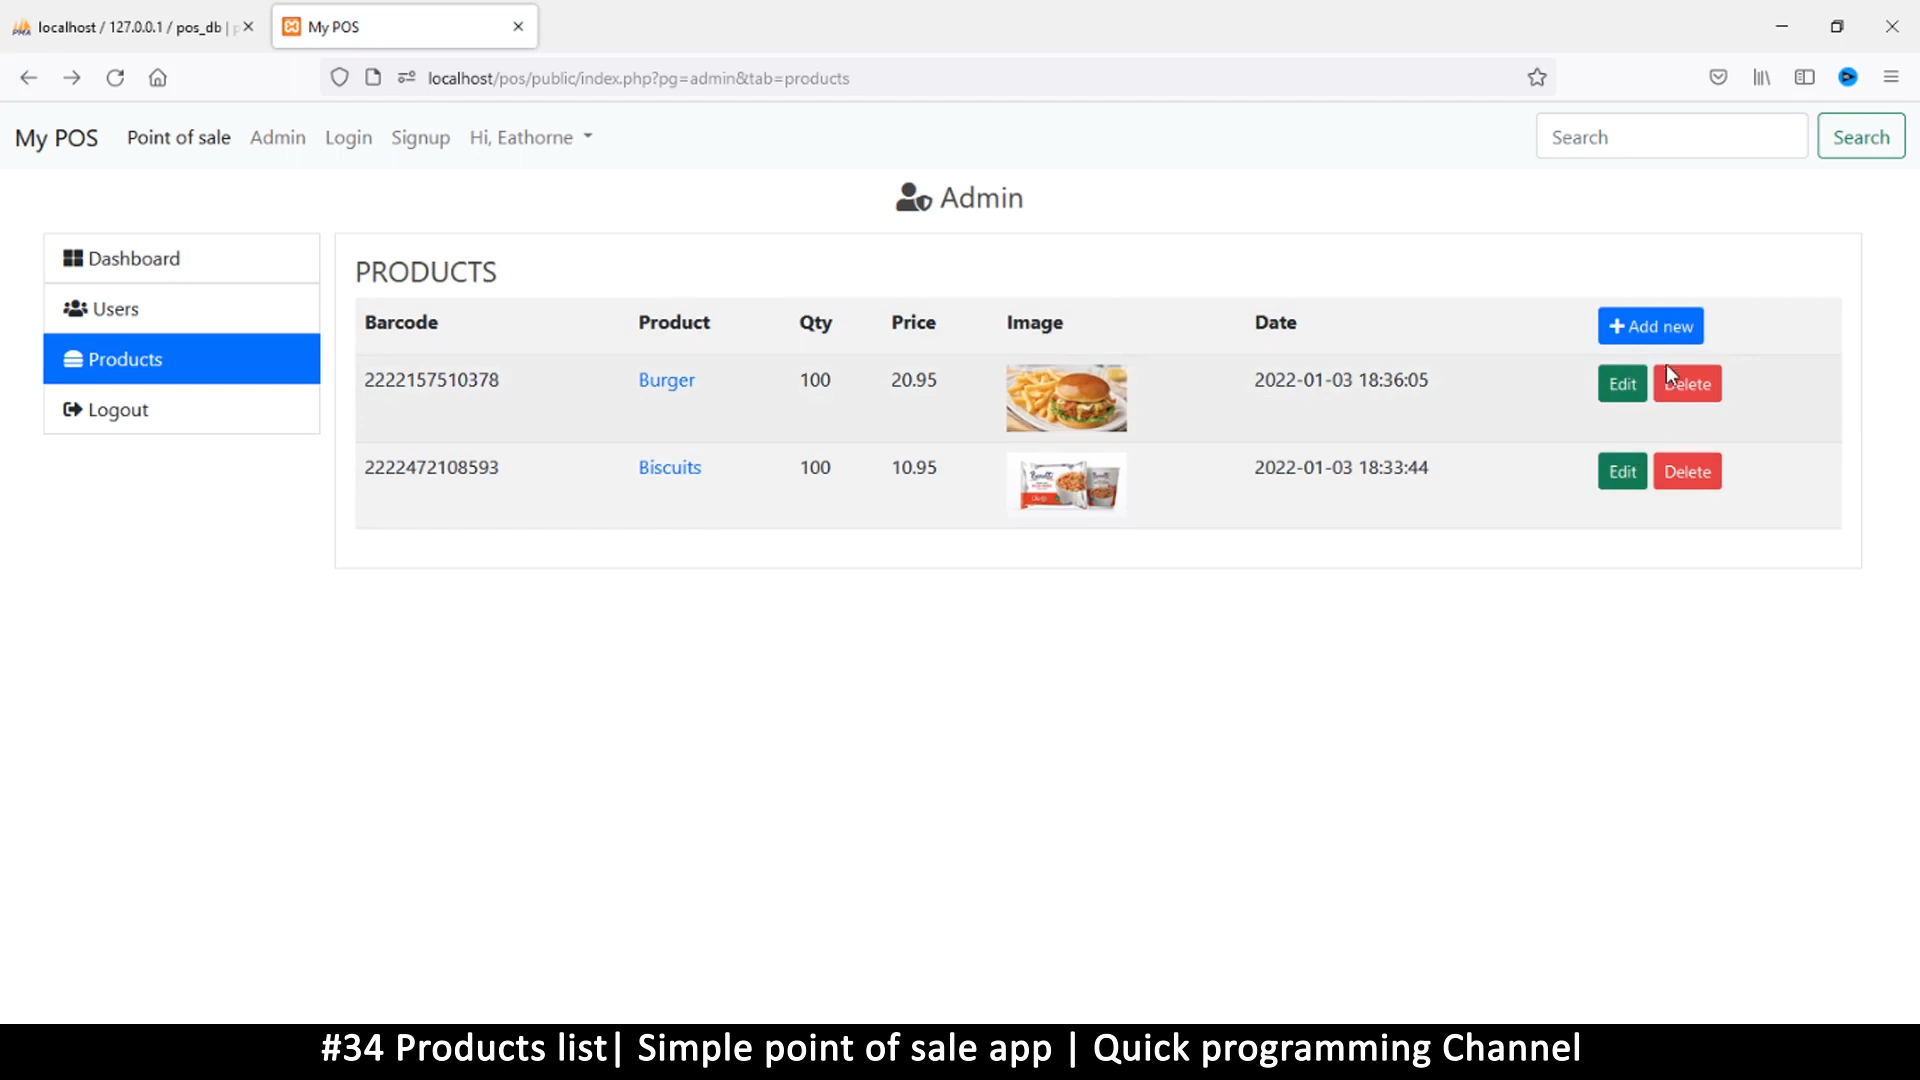 localhost / 127.0.0.1 / pos_db |
My POS
localhost/pos/public/index.php?pg=admin&tab=products
My POS Point of sale Admin Login Signup Hi, Eathorne Search Search
Admin
Dashboard
Users
Products
Logout
PRODUCTS
Barcode Product Qty Price Image Date Add new
2222157510378 Burger 100 20.95 2022-01-03 18:36:05 Edit Delete
2222472108593 Biscuits 100 10.95 2022-01-03 18:33:44 Edit Delete
#34 Products list| Simple point of sale app | Quick programming Channel